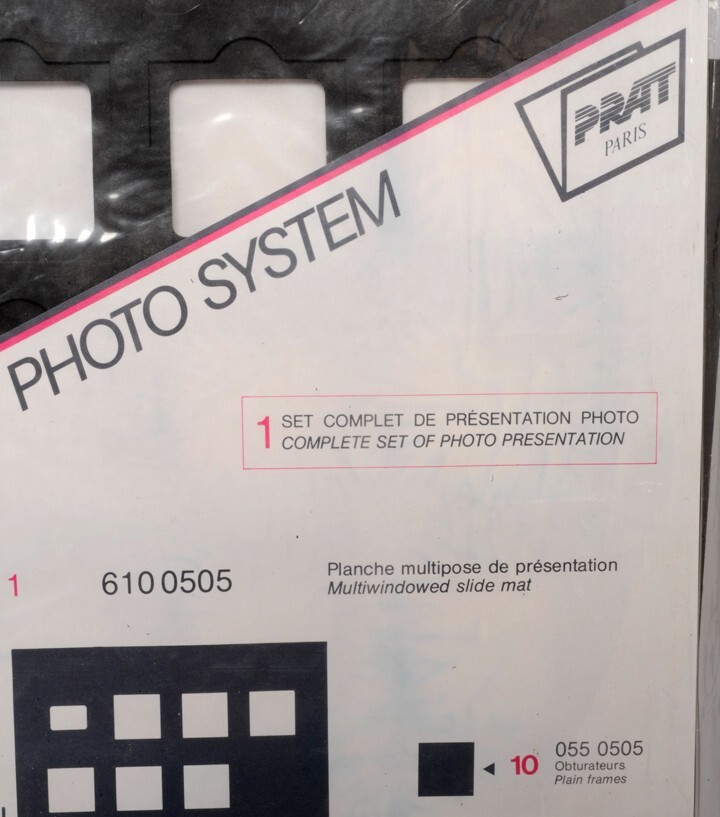 PRATT
PARIS
PHOTO SYSTEM
1 SET COMPLET DE PRÉSENTATION PHOTO
COMPLETE SET OF PHOTO PRESENTATION
1 610 0505 Planche multipose de présentation
Multiwindowed slide mat
◄ 10 055 0505
Obturateurs
Plain frames